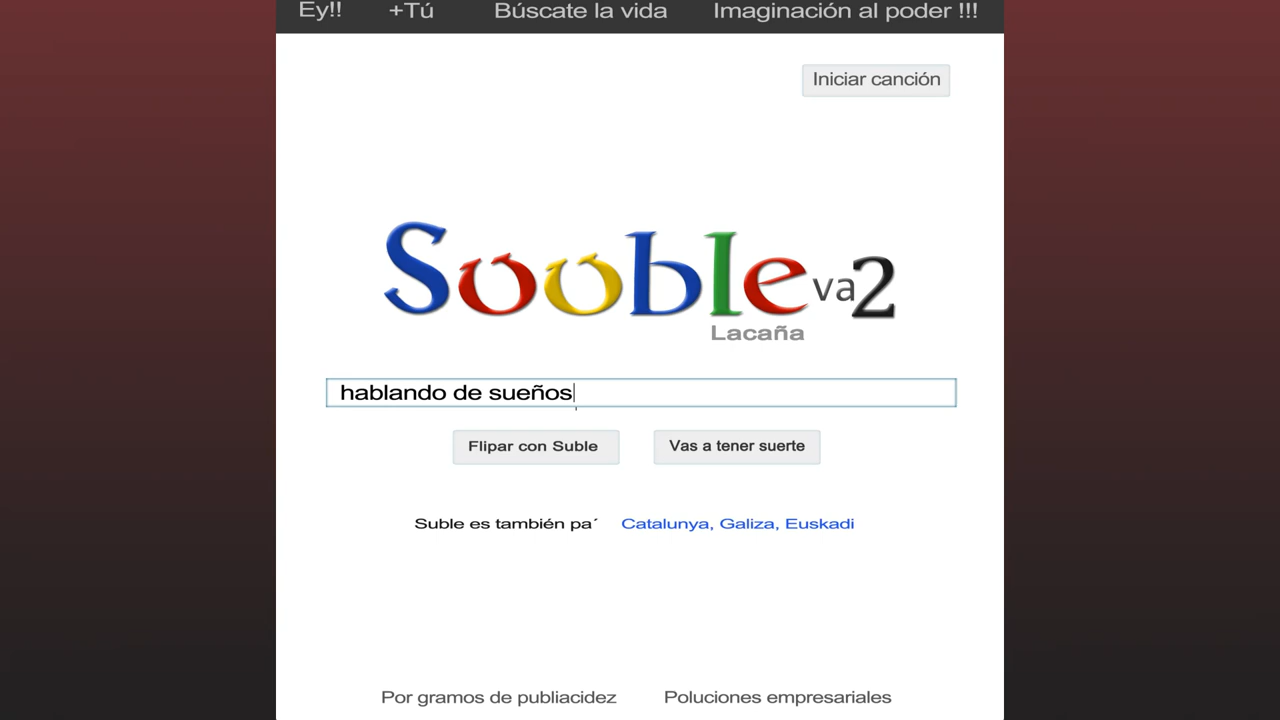 Ey!! +Tú Búscate la vida Imaginación al poder !!!
Iniciar canción
Sooble va2
Lacaña
hablando de sueños
Flipar con Suble Vas a tener suerte
Suble es también pa´ Catalunya, Galiza, Euskadi
Por gramos de publiacidez Poluciones empresariales